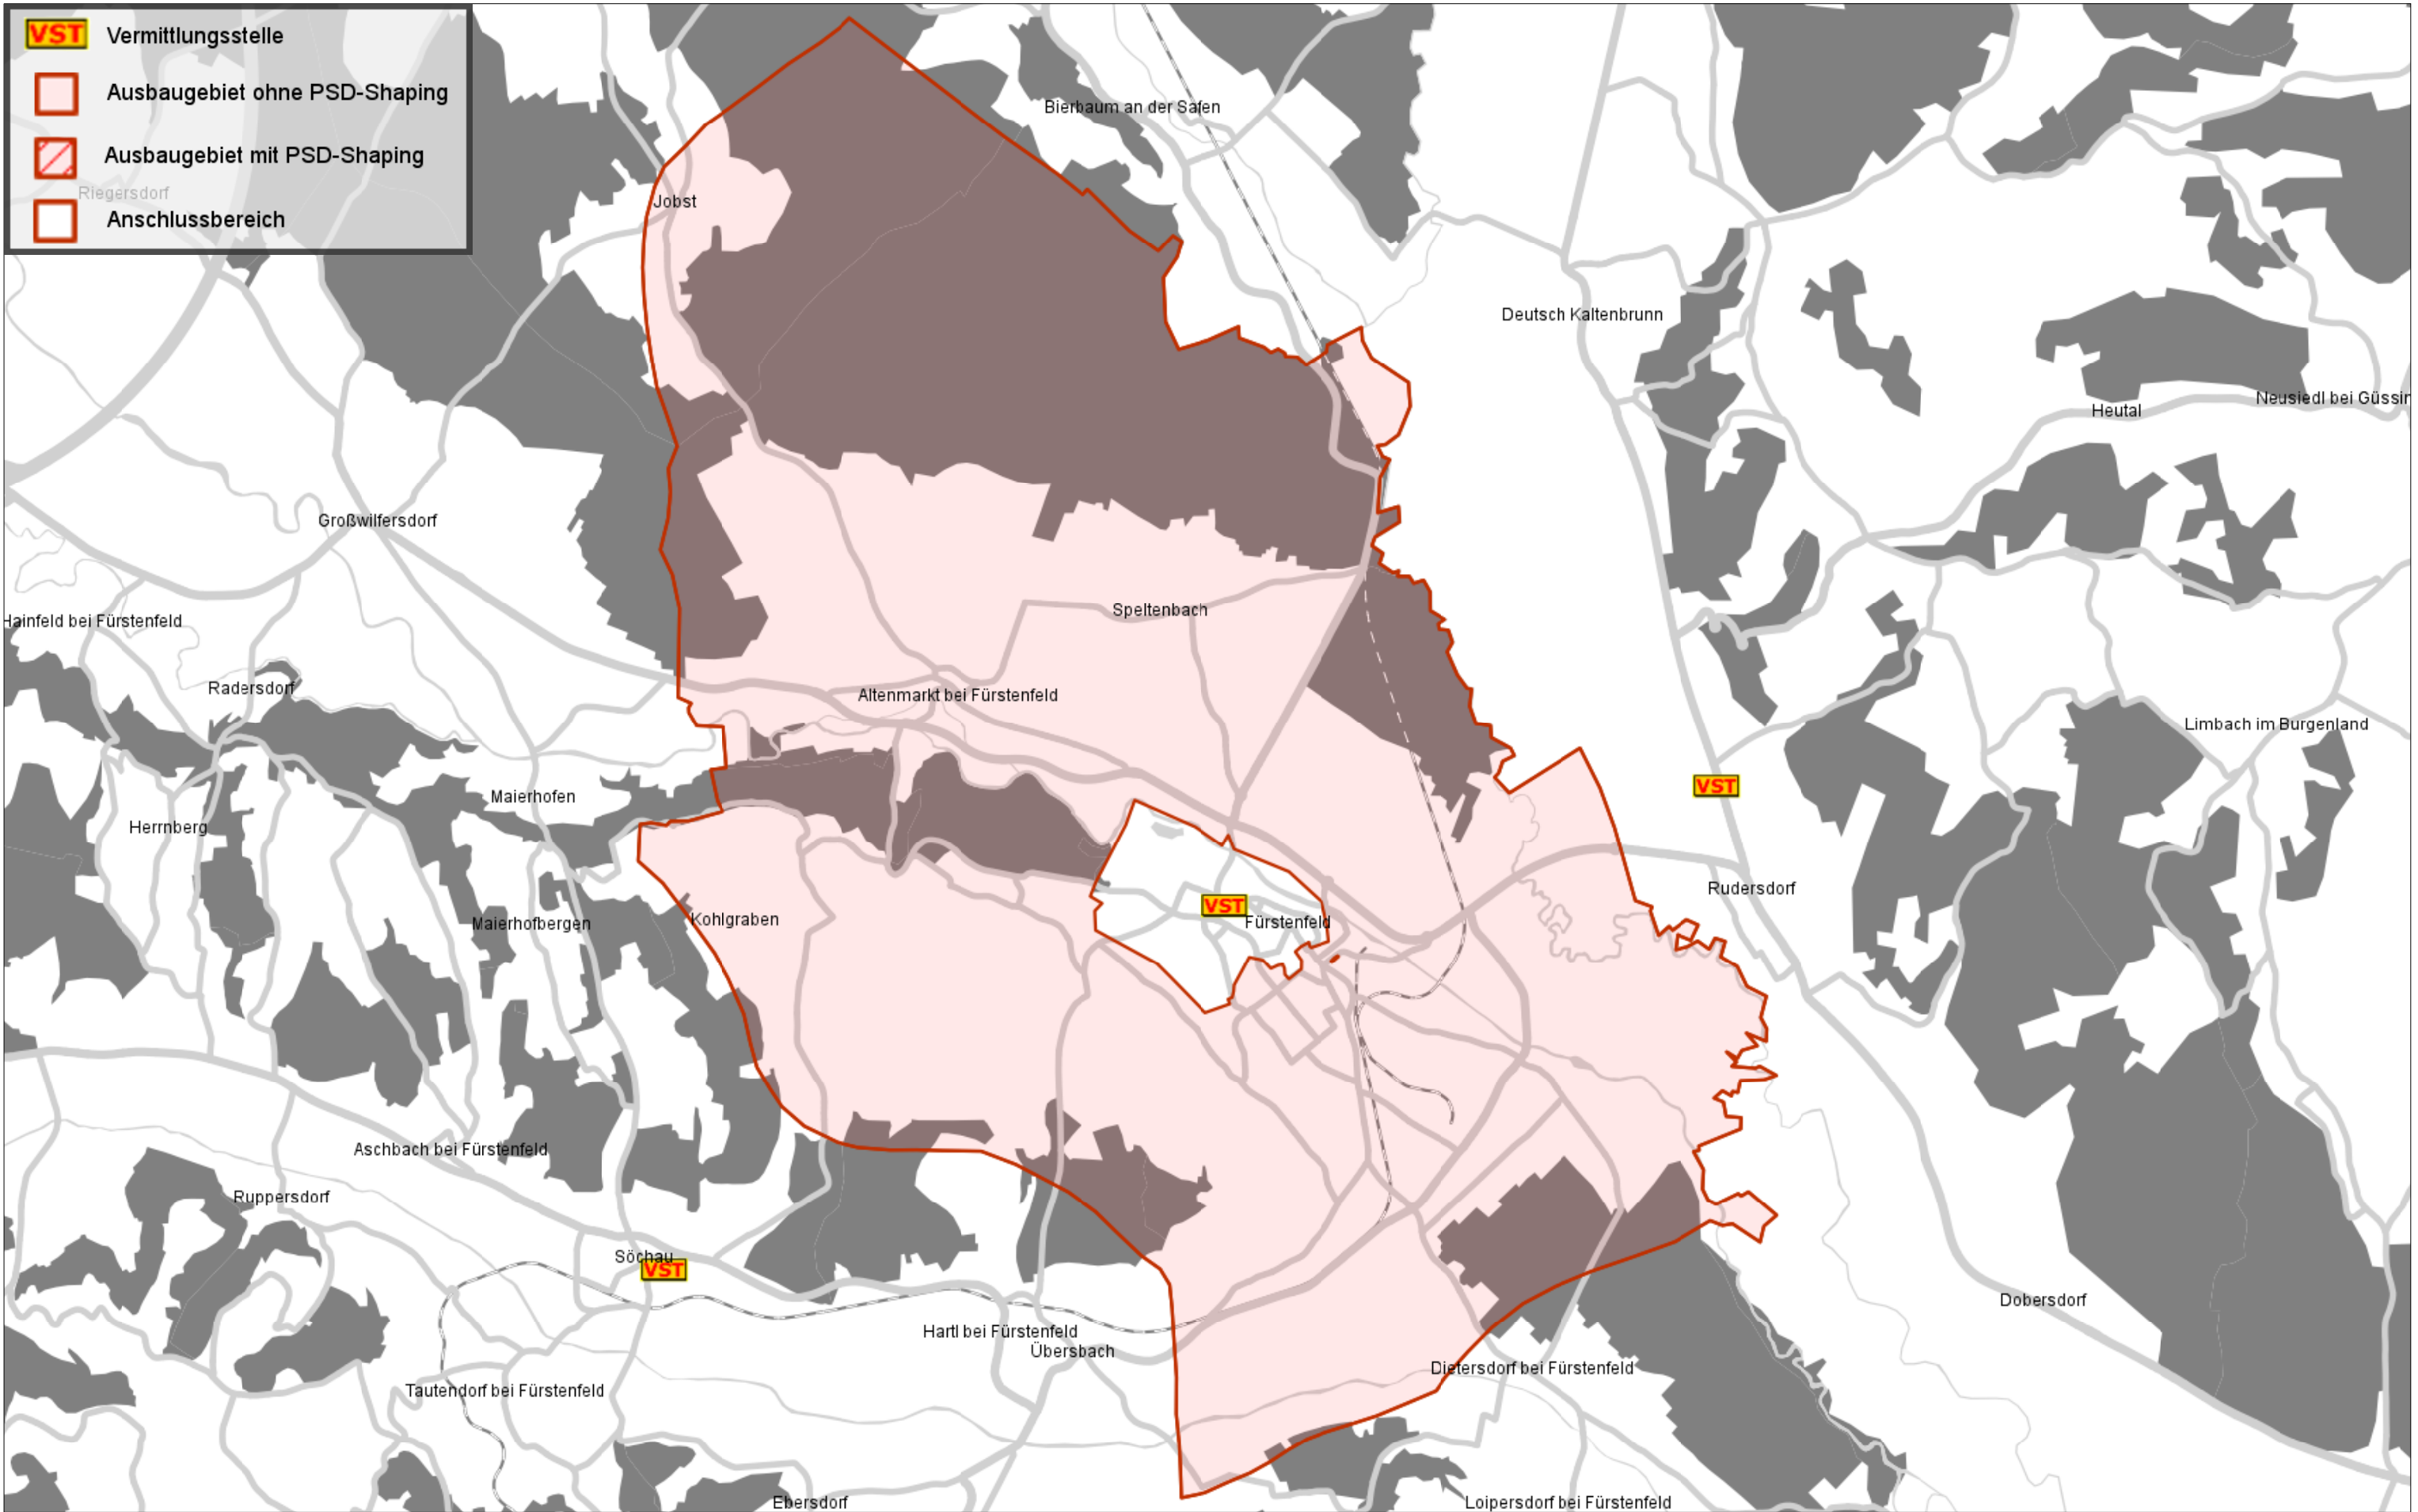 VST Vermittlungsstelle
Ausbaugebiet ohne PSD-Shaping
Ausbaugebiet mit PSD-Shaping
Riegersdorf
Anschlussbereich
Bierbaum an der Safen
Jobst
Deutsch Kaltenbrunn
Neusiedl bei Güssin
Heutal
Großwilfersdorf
Speltenbach
Hainfeld bei Fürstenfeld
Radersdorf
Altenmarkt bei Fürstenfeld
Limbach im Burgenland
VST
Maierhofen
Herrnberg
Rudersdorf
VST
Fürstenfeld
Kohlgraben
Maierhofbergen
Aschbach bei Fürstenfeld
Ruppersdorf
Söchau
VST
Dobersdorf
Hartl bei Fürstenfeld
Übersbach
Dietersdorf bei Fürstenfeld
Tautendorf bei Fürstenfeld
Ebersdorf
Loipersdorf bei Fürstenfeld